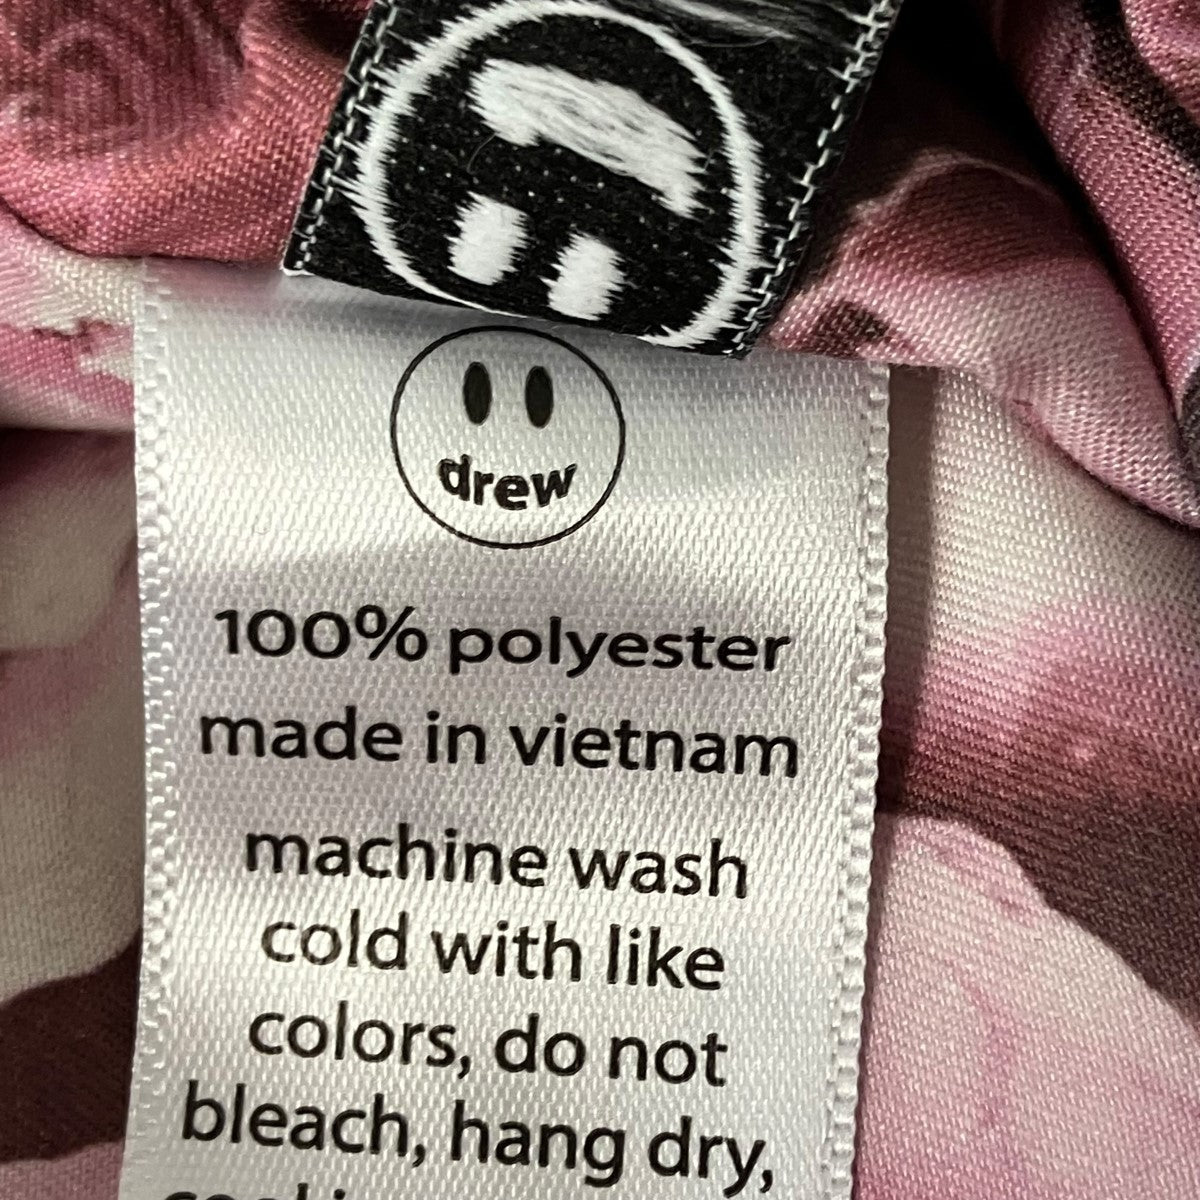 drew
100% polyester
made in vietnam
machine wash
cold with like
colors, do not
bleach, hang dry,